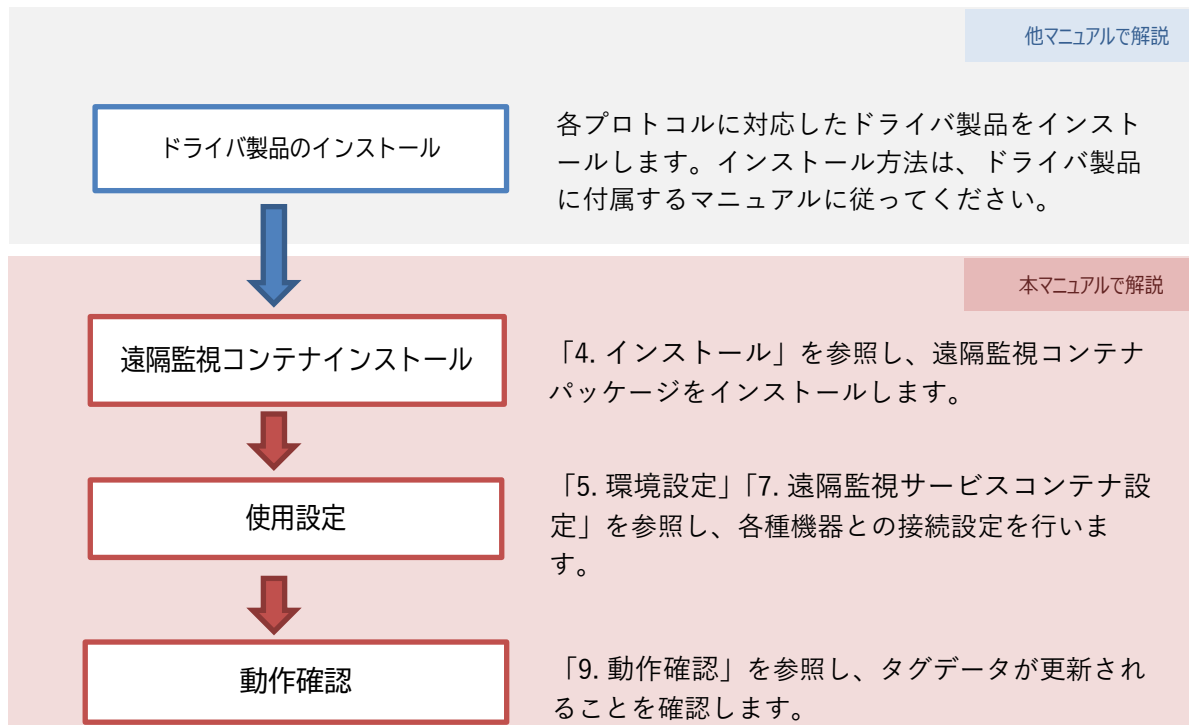 他マニュアルで解説
ドライバ製品のインストール
各プロトコルに対応したドライバ製品をインスト
ールします。インストール方法は、ドライバ製品
に付属するマニュアルに従ってください。
本マニュアルで解説
遠隔監視コンテナインストール
「4. インストール」を参照し、遠隔監視コンテナ
パッケージをインストールします。
使用設定
「5. 環境設定」「7. 遠隔監視サービスコンテナ設
定」を参照し、各種機器との接続設定を行いま
す。
動作確認
「9. 動作確認」を参照し、タグデータが更新され
ることを確認します。